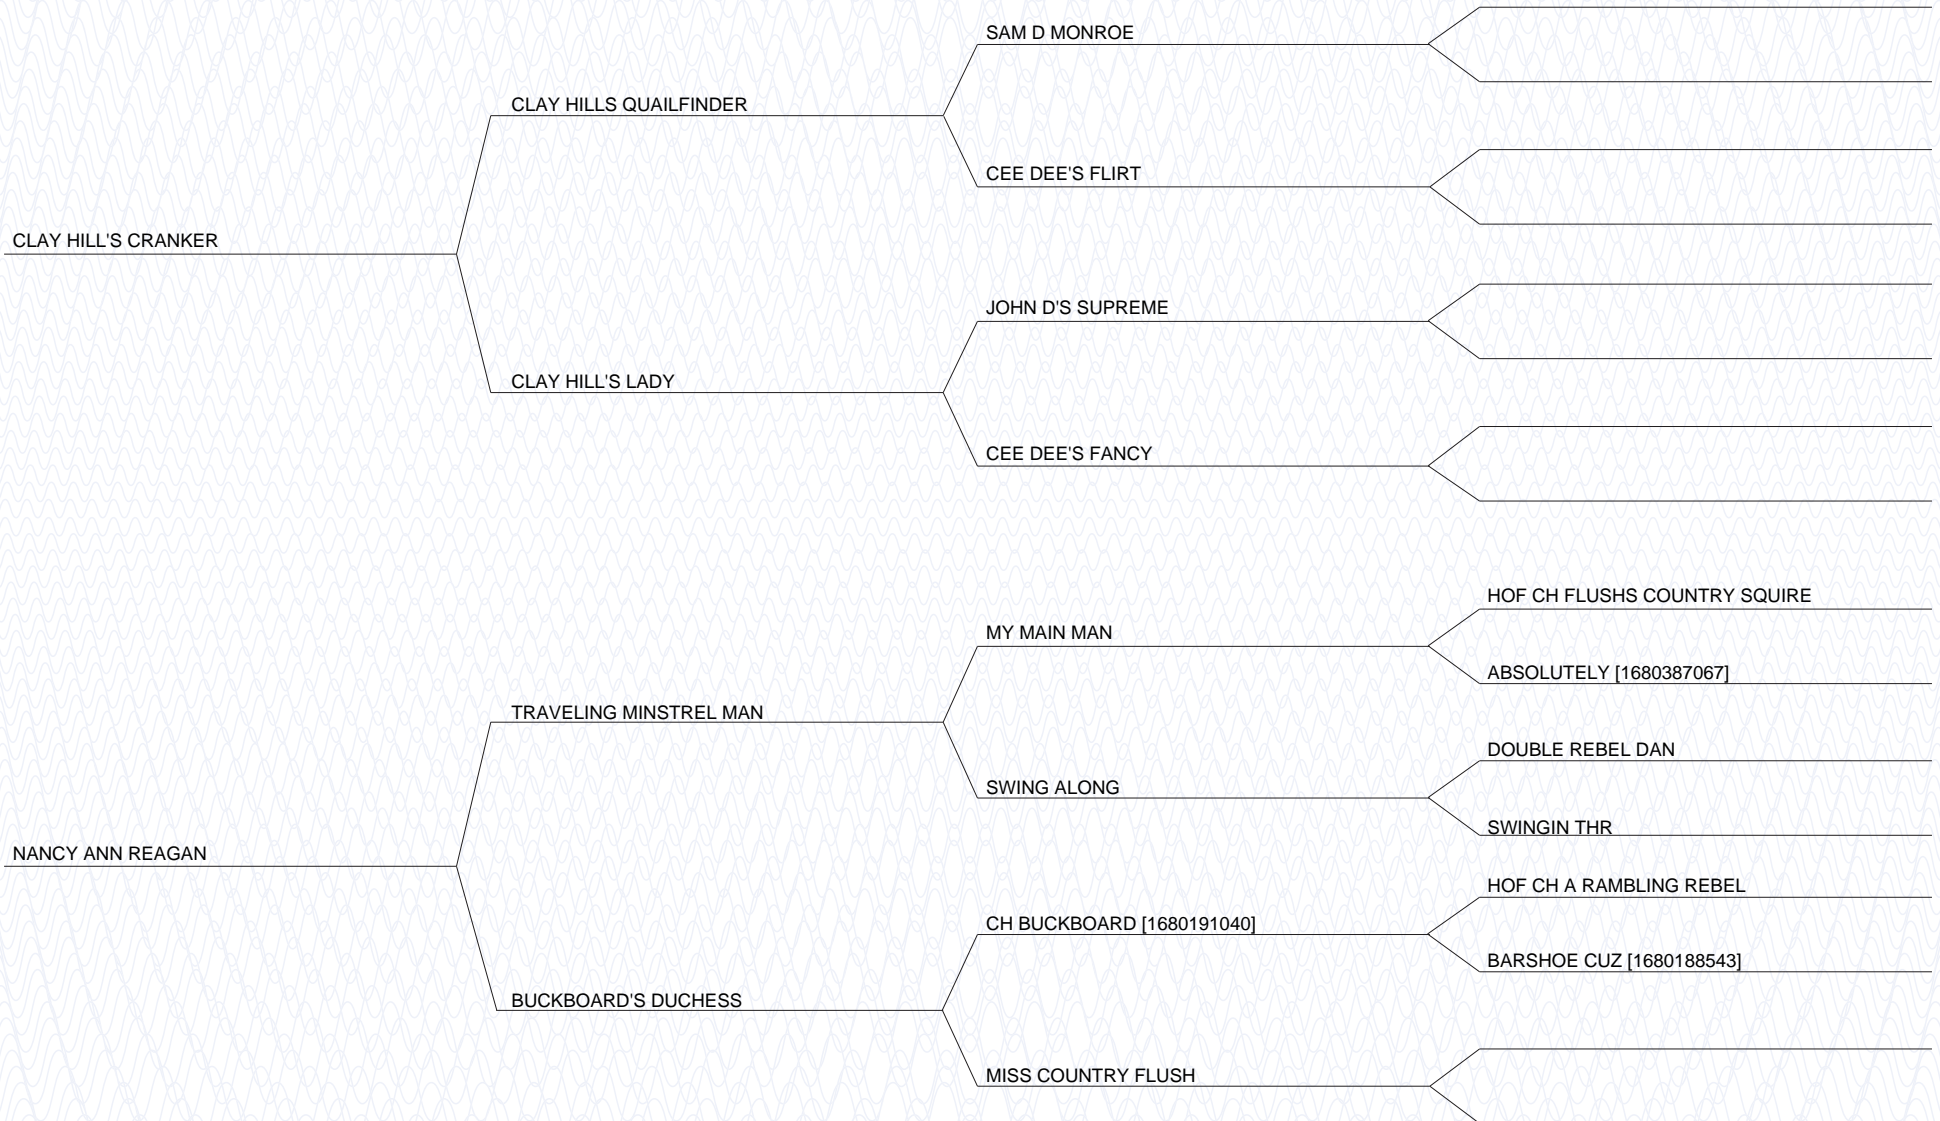 SAM D MONROE
CLAY HILLS QUAILFINDER
CEE DEE'S FLIRT
CLAY HILL'S CRANKER
JOHN D'S SUPREME
CLAY HILL'S LADY
CEE DEE'S FANCY
HOF CH FLUSHS COUNTRY SQUIRE
MY MAIN MAN
ABSOLUTELY [1680387067]
TRAVELING MINSTREL MAN
DOUBLE REBEL DAN
SWING ALONG
SWINGIN THR
NANCY ANN REAGAN
HOF CH A RAMBLING REBEL
CH BUCKBOARD [1680191040]
BARSHOE CUZ [1680188543]
BUCKBOARD'S DUCHESS
MISS COUNTRY FLUSH